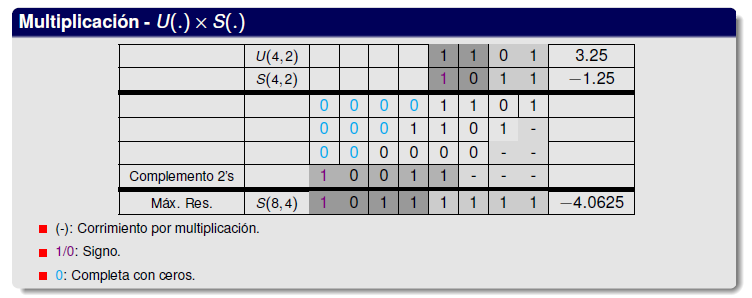 Multiplicación - U(.) × S(.)
U(4,2) 1 1 0 1 3.25
S(4,2) 1 0 1 1 −1.25
0 0 0 0 1 1 0 1
0 0 0 1 1 0 1 -
0 0 0 0 0 0 - -
Complemento 2's 1 0 0 1 1 - - -
Máx. Res. S(8,4) 1 0 1 1 1 1 1 1 −4.0625
(-): Corrimiento por multiplicación.
1/0: Signo.
0: Completa con ceros.